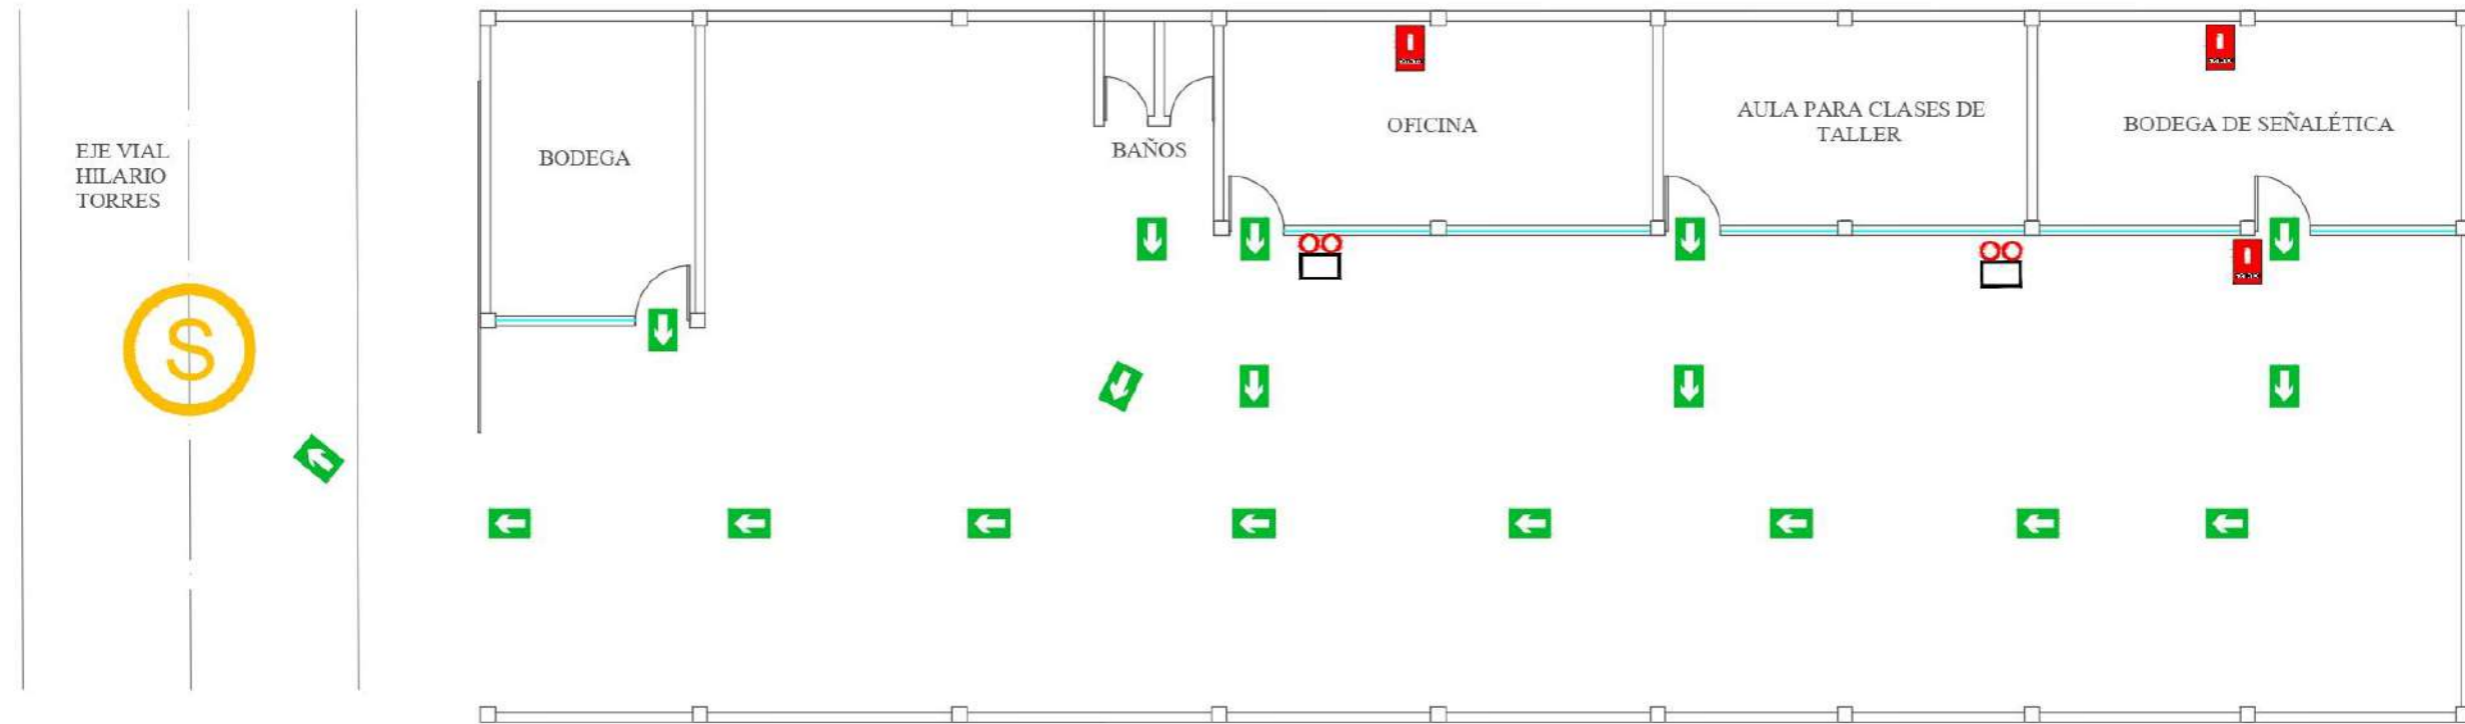 EJE VIAL
HILARIO
TORRES
S
BODEGA
BAÑOS
OFICINA
AULA PARA CLASES DE
TALLER
BODEGA DE SEÑALÉTICA